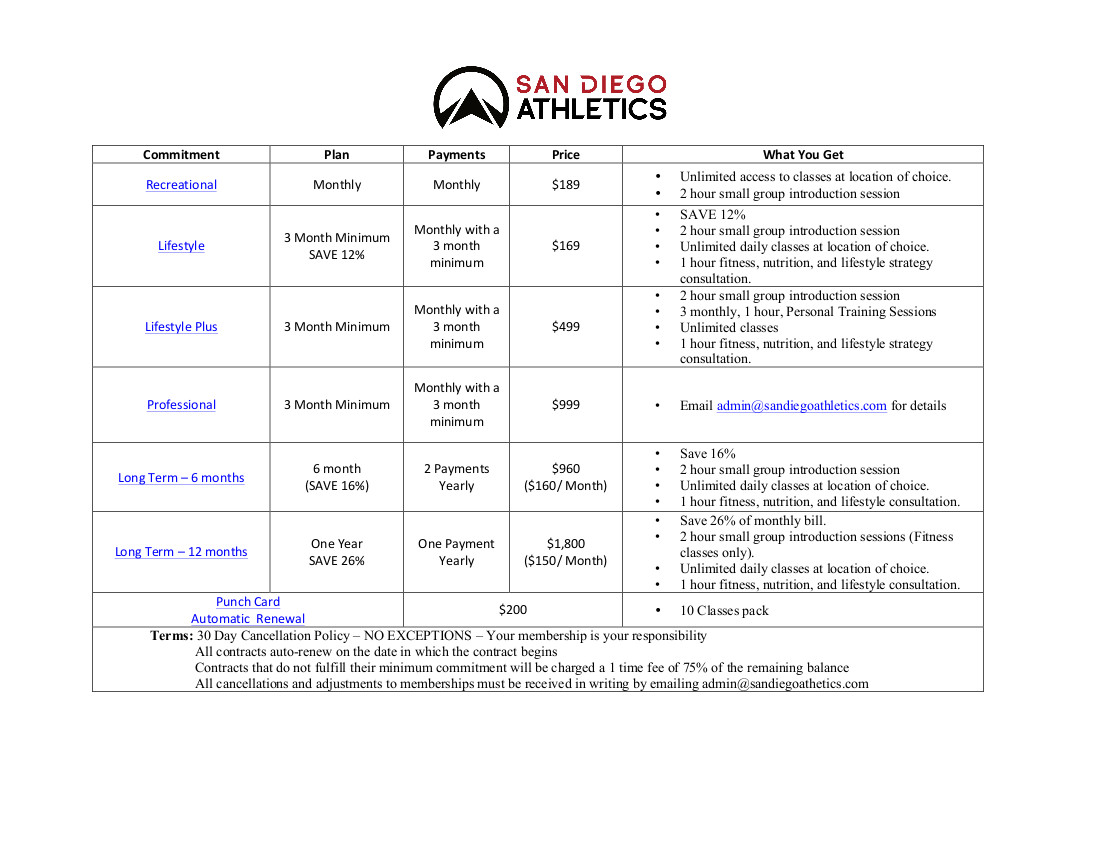 SAN DIEGO
ATHLETICS
Commitment Plan Payments Price What You Get
Recreational Monthly Monthly $189
• Unlimited access to classes at location of choice.
• 2 hour small group introduction session
Lifestyle
3 Month Minimum
SAVE 12%
Monthly with a
3 month
minimum
$169
• SAVE 12%
• 2 hour small group introduction session
• Unlimited daily classes at location of choice.
• 1 hour fitness, nutrition, and lifestyle strategy
consultation.
Lifestyle Plus
3 Month Minimum
Monthly with a
3 month
minimum
$499
• 2 hour small group introduction session
• 3 monthly, 1 hour, Personal Training Sessions
• Unlimited classes
• 1 hour fitness, nutrition, and lifestyle strategy
consultation.
Professional
3 Month Minimum
Monthly with a
3 month
minimum
$999
• Email admin@sandiegoathletics.com for details
Long Term – 6 months
6 month
(SAVE 16%)
2 Payments
Yearly
$960
($160/ Month)
• Save 16%
• 2 hour small group introduction session
• Unlimited daily classes at location of choice.
• 1 hour fitness, nutrition, and lifestyle consultation.
Long Term – 12 months
One Year
SAVE 26%
One Payment
Yearly
$1,800
($150/ Month)
• Save 26% of monthly bill.
• 2 hour small group introduction sessions (Fitness
classes only).
• Unlimited daily classes at location of choice.
• 1 hour fitness, nutrition, and lifestyle consultation.
Punch Card
Automatic Renewal
$200
• 10 Classes pack
Terms: 30 Day Cancellation Policy – NO EXCEPTIONS – Your membership is your responsibility
All contracts auto-renew on the date in which the contract begins
Contracts that do not fulfill their minimum commitment will be charged a 1 time fee of 75% of the remaining balance
All cancellations and adjustments to memberships must be received in writing by emailing admin@sandiegoathetics.com